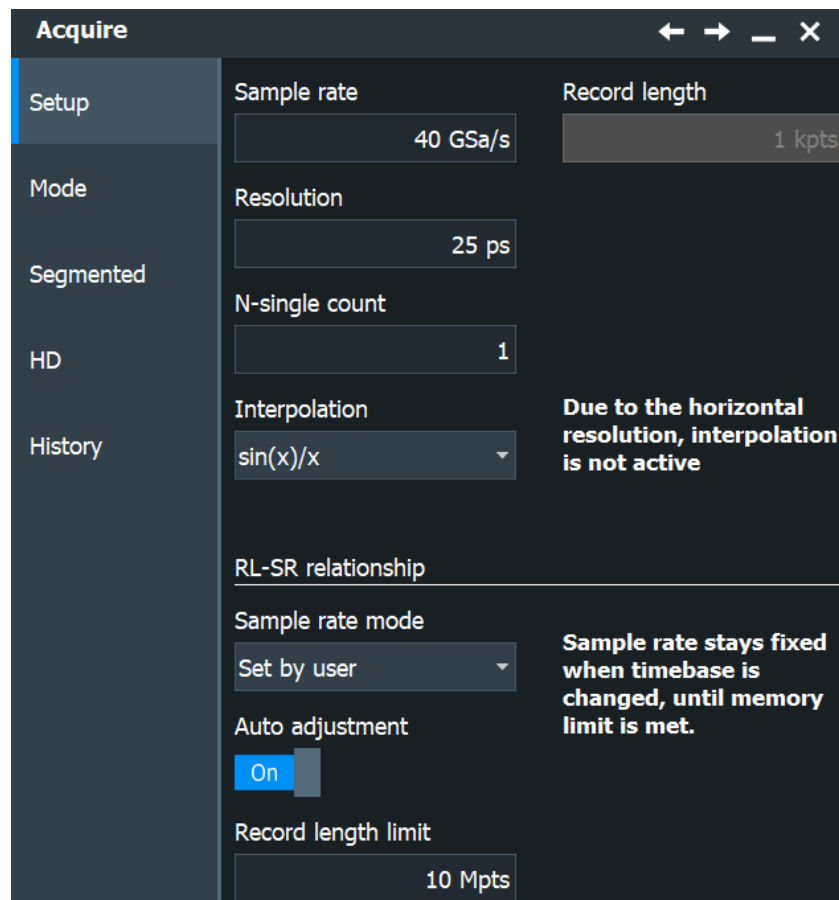 Acquire
Setup
Mode
Segmented
HD
History
Sample rate
40 GSa/s
Record length
1 kpts
Resolution
25 ps
N-single count
1
Interpolation
sin(x)/x
Due to the horizontal
resolution, interpolation
is not active
RL-SR relationship
Sample rate mode
Set by user
Sample rate stays fixed
when timebase is
changed, until memory
limit is met.
Auto adjustment
On
Record length limit
10 Mpts